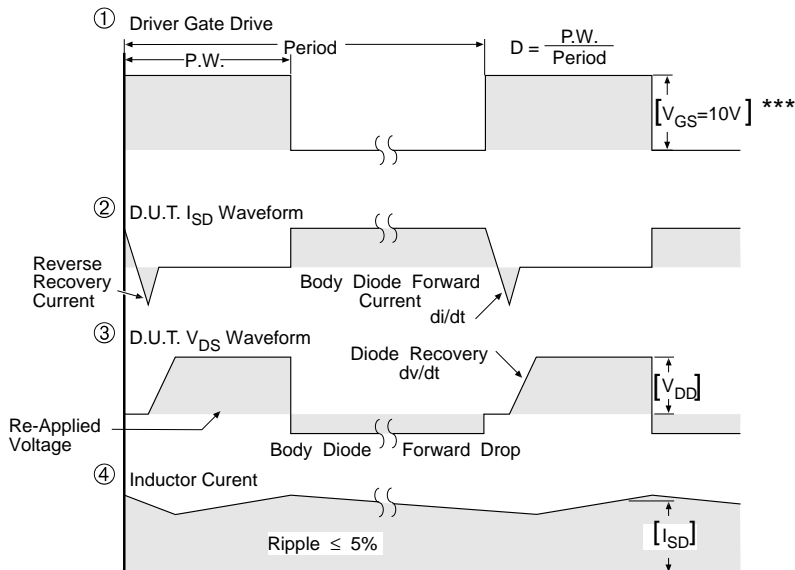 ① Driver Gate Drive
Period
P.W.
D = P.W. / Period
[V_GS=10V] ***
② D.U.T. I_SD Waveform
Reverse
Recovery
Current
Body Diode Forward
Current
di/dt
③ D.U.T. V_DS Waveform
Diode Recovery
dv/dt
[V_DD]
Re-Applied
Voltage
Body Diode Forward Drop
④ Inductor Curent
[I_SD]
Ripple ≤ 5%